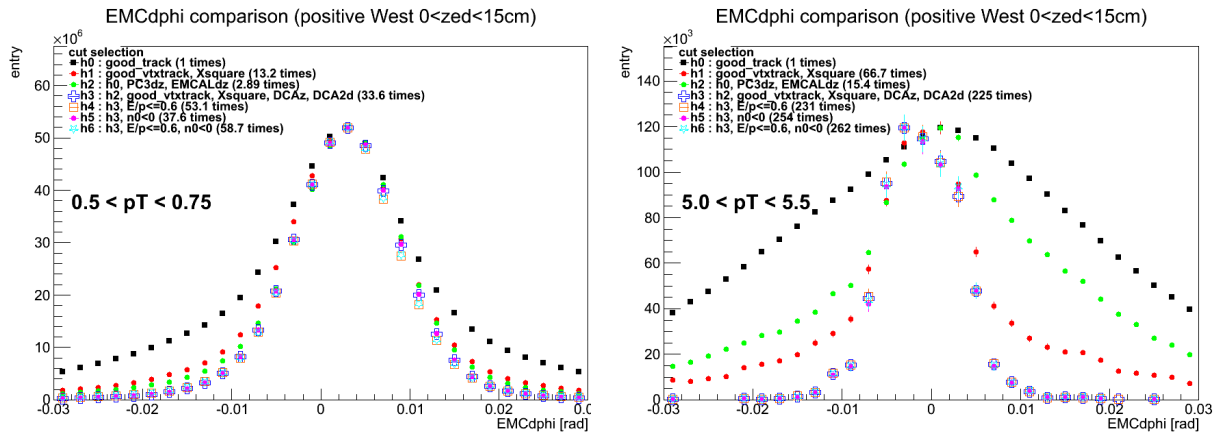 EMCdphi comparison (positive West 0<zed<15cm)
×10⁶
entry
cut selection
h0 : good_track (1 times)
h1 : good_vtxtrack, Xsquare (13.2 times)
h2 : h0, PC3dz, EMCALdz (2.89 times)
h3 : h2, good_vtxtrack, Xsquare, DCAz, DCA2d (33.6 times)
h4 : h3, E/p<=0.6 (53.1 times)
h5 : h3, n0<0 (37.6 times)
h6 : h3, E/p<=0.6, n0<0 (58.7 times)
0.5 < pT < 0.75
60
50
40
30
20
10
0
-0.03 -0.02 -0.01 0 0.01 0.02 0.0
EMCdphi [rad]
EMCdphi comparison (positive West 0<zed<15cm)
×10³
entry
cut selection
h0 : good_track (1 times)
h1 : good_vtxtrack, Xsquare (66.7 times)
h2 : h0, PC3dz, EMCALdz (15.4 times)
h3 : h2, good_vtxtrack, Xsquare, DCAz, DCA2d (225 times)
h4 : h3, E/p<=0.6 (231 times)
h5 : h3, n0<0 (254 times)
h6 : h3, E/p<=0.6, n0<0 (262 times)
5.0 < pT < 5.5
140
120
100
80
60
40
20
0
-0.03 -0.02 -0.01 0 0.01 0.02 0.03
EMCdphi [rad]